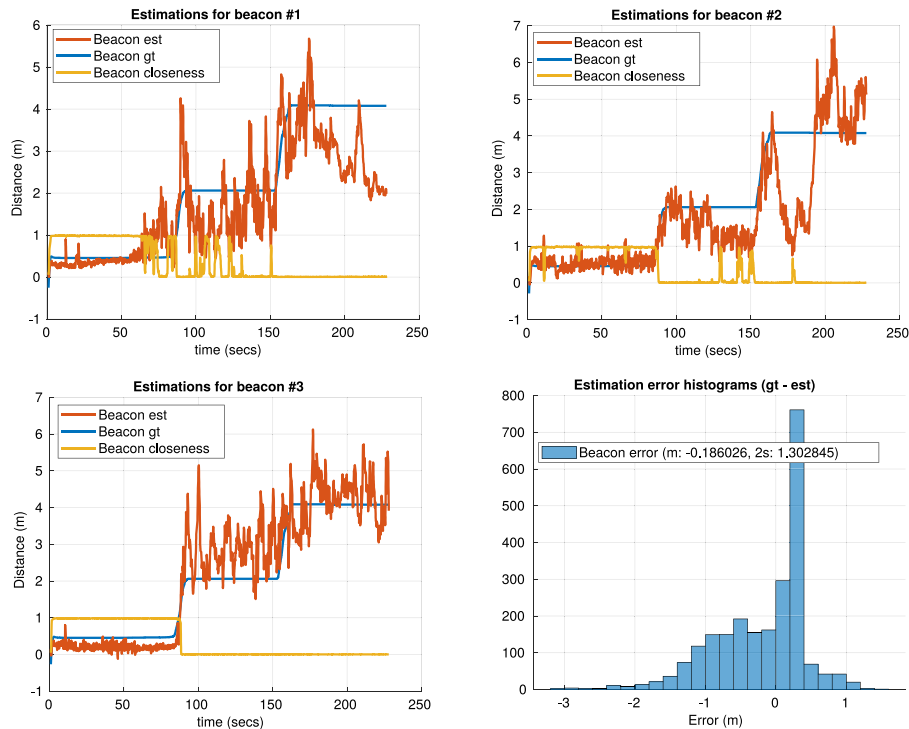 Estimations for beacon #1
Beacon est
Beacon gt
Beacon closeness
Distance (m)
6
5
4
3
2
1
0
-1
0 50 100 150 200 250
time (secs)
Estimations for beacon #2
Beacon est
Beacon gt
Beacon closeness
Distance (m)
7
6
5
4
3
2
1
0
-1
0 50 100 150 200 250
time (secs)
Estimations for beacon #3
Beacon est
Beacon gt
Beacon closeness
Distance (m)
7
6
5
4
3
2
1
0
-1
0 50 100 150 200 250
time (secs)
Estimation error histograms (gt - est)
Beacon error (m: -0.186026, 2s: 1.302845)
800
700
600
500
400
300
200
100
0
-3 -2 -1 0 1
Error (m)